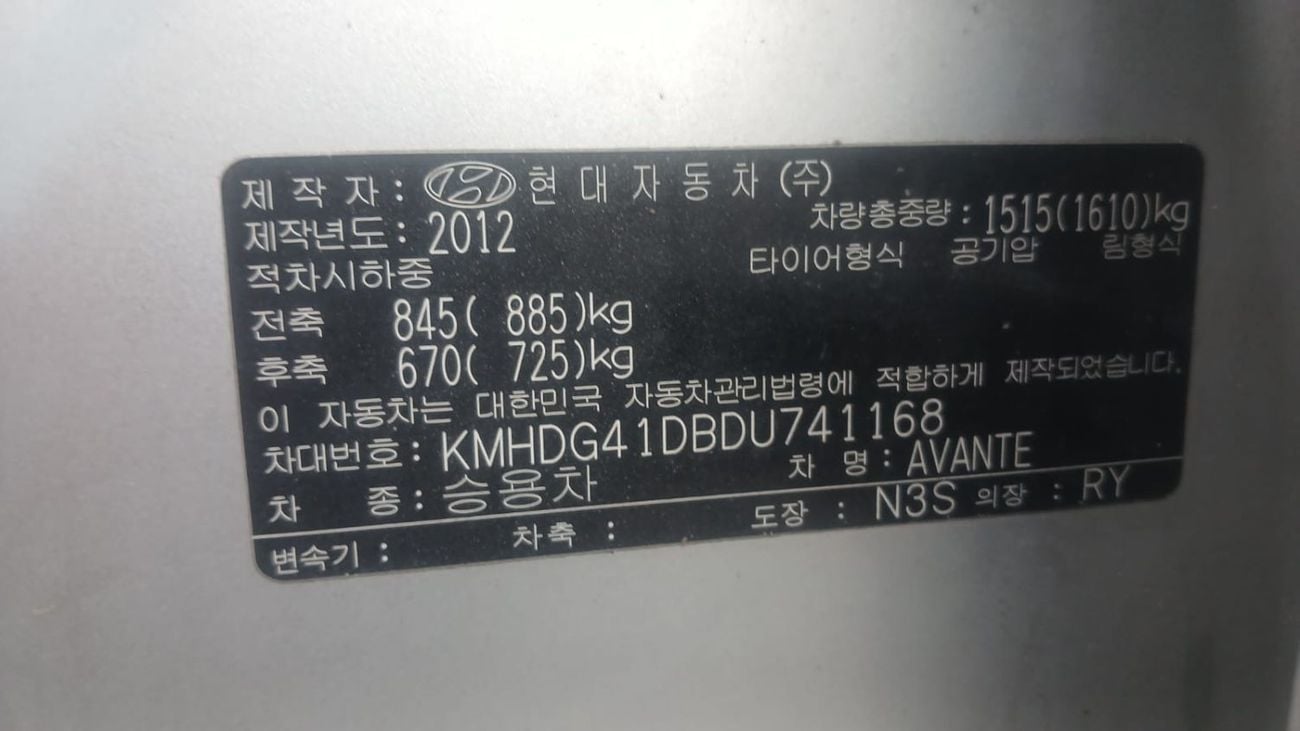 제 작 자 : 현 대 자 동 차 (주)
제작년도 : 2012 차량총중량 : 1515(1610)kg
적차시하중 타이어형식 공기압 림형식
전축 845( 885)kg
후축 670( 725)kg
이 자동차는 대한민국 자동차관리법령에 적합하게 제작되었습니다.
차대번호 : KMHDG41DBDU741168
차 종 : 승용차 차 명 : AVANTE
변속기 : 차축 : 도장 : N3S 의장 : RY